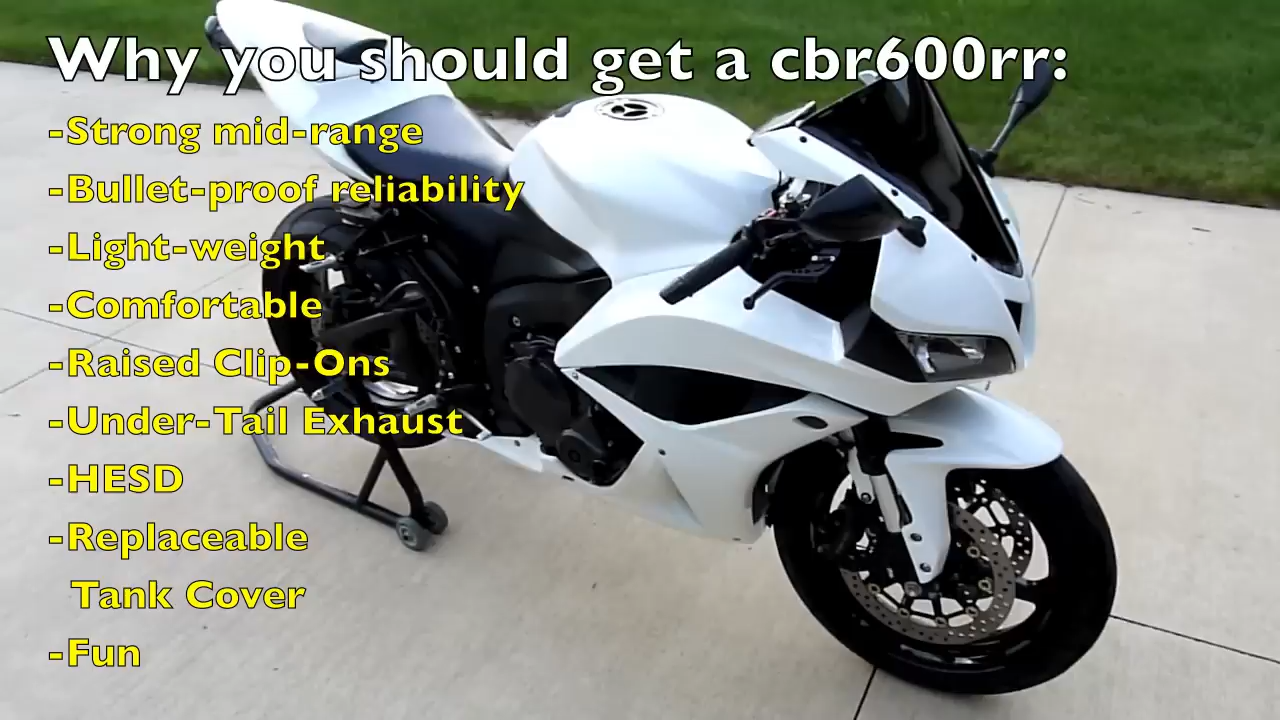 Why you should get a cbr600rr:
-Strong mid-range
-Bullet-proof reliability
-Light-weight
-Comfortable
-Raised Clip-Ons
-Under-Tail Exhaust
-HESD
-Replaceable
Tank Cover
-Fun